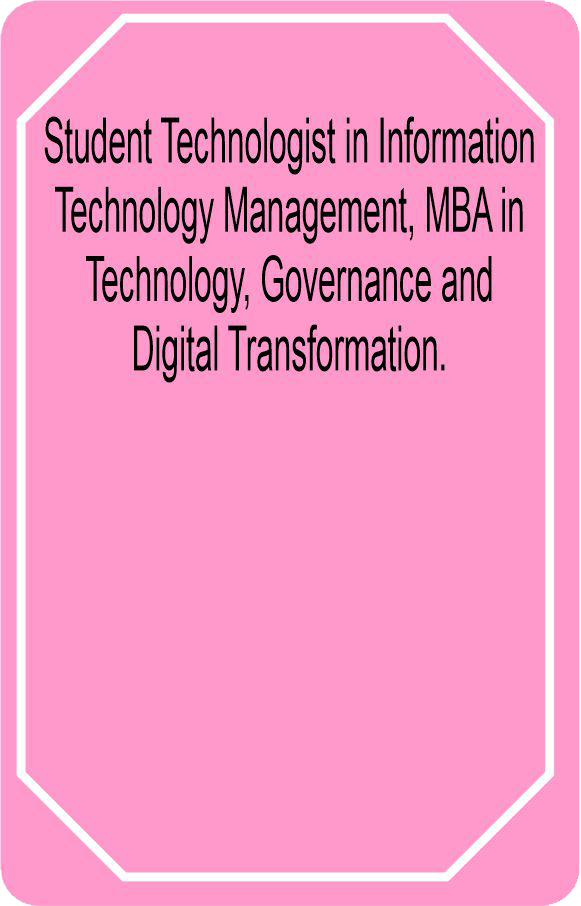 Student Technologist in Information
Technology Management, MBA in
Technology, Governance and
Digital Transformation.